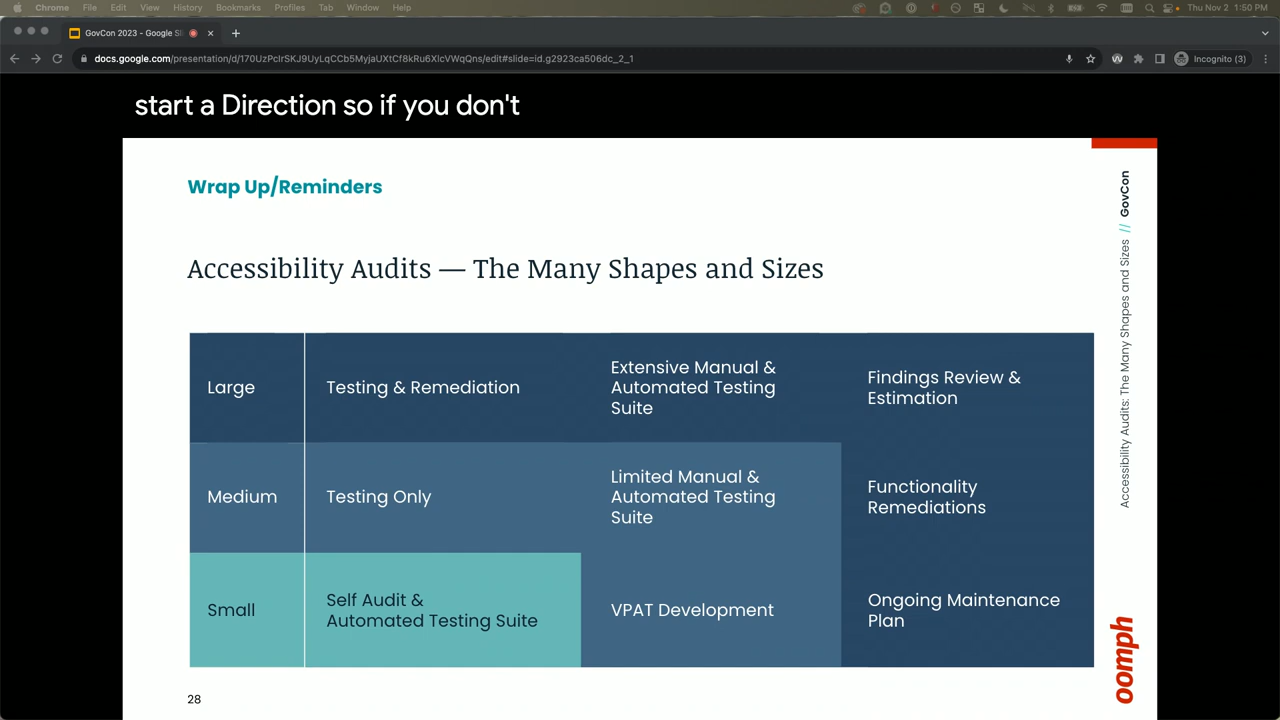 Chrome File Edit View History Bookmarks Profiles Tab Window Help Thu Nov 2 1:50 PM
GovCon 2023 - Google Sl
docs.google.com/presentation/d/170UzPcIrSKJ9UyLqCCb5MyjaUXtCf8kRu6XlcVWqQns/edit#slide=id.g2923ca506dc_2_1 Incognito (3)
start a Direction so if you don't
Wrap Up/Reminders
Accessibility Audits — The Many Shapes and Sizes
Large
Testing & Remediation
Extensive Manual &
Automated Testing
Suite
Findings Review &
Estimation
Medium
Testing Only
Limited Manual &
Automated Testing
Suite
Functionality
Remediations
Small
Self Audit &
Automated Testing Suite
VPAT Development
Ongoing Maintenance
Plan
28
Accessibility Audits: The Many Shapes and Sizes // GovCon
oomph